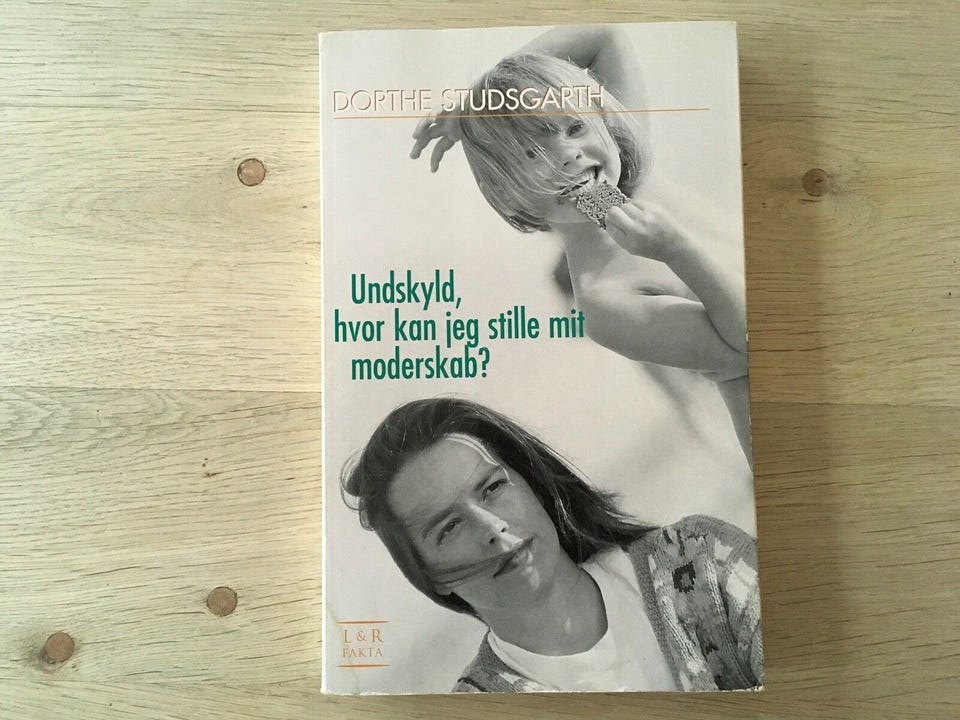 DORTHE STUDSGARTH
Undskyld,
hvor kan jeg stille mit
moderskab?
L & R
FAKTA